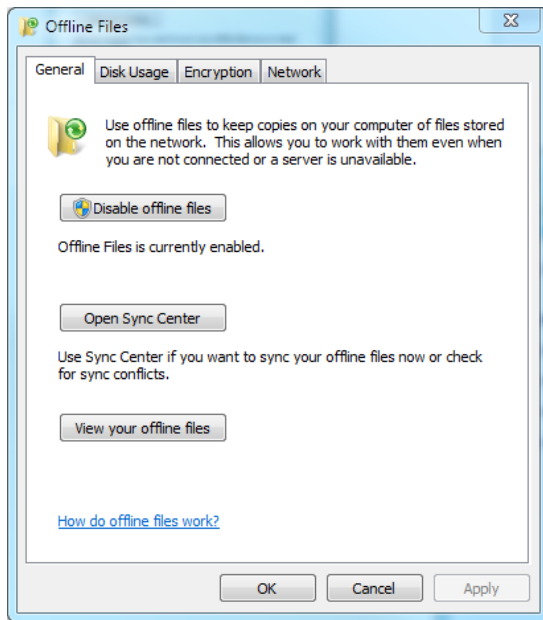 Offline Files
General Disk Usage Encryption Network
Use offline files to keep copies on your computer of files stored
on the network. This allows you to work with them even when
you are not connected or a server is unavailable.
Disable offline files
Offline Files is currently enabled.
Open Sync Center
Use Sync Center if you want to sync your offline files now or check
for sync conflicts.
View your offline files
How do offline files work?
OK Cancel Apply